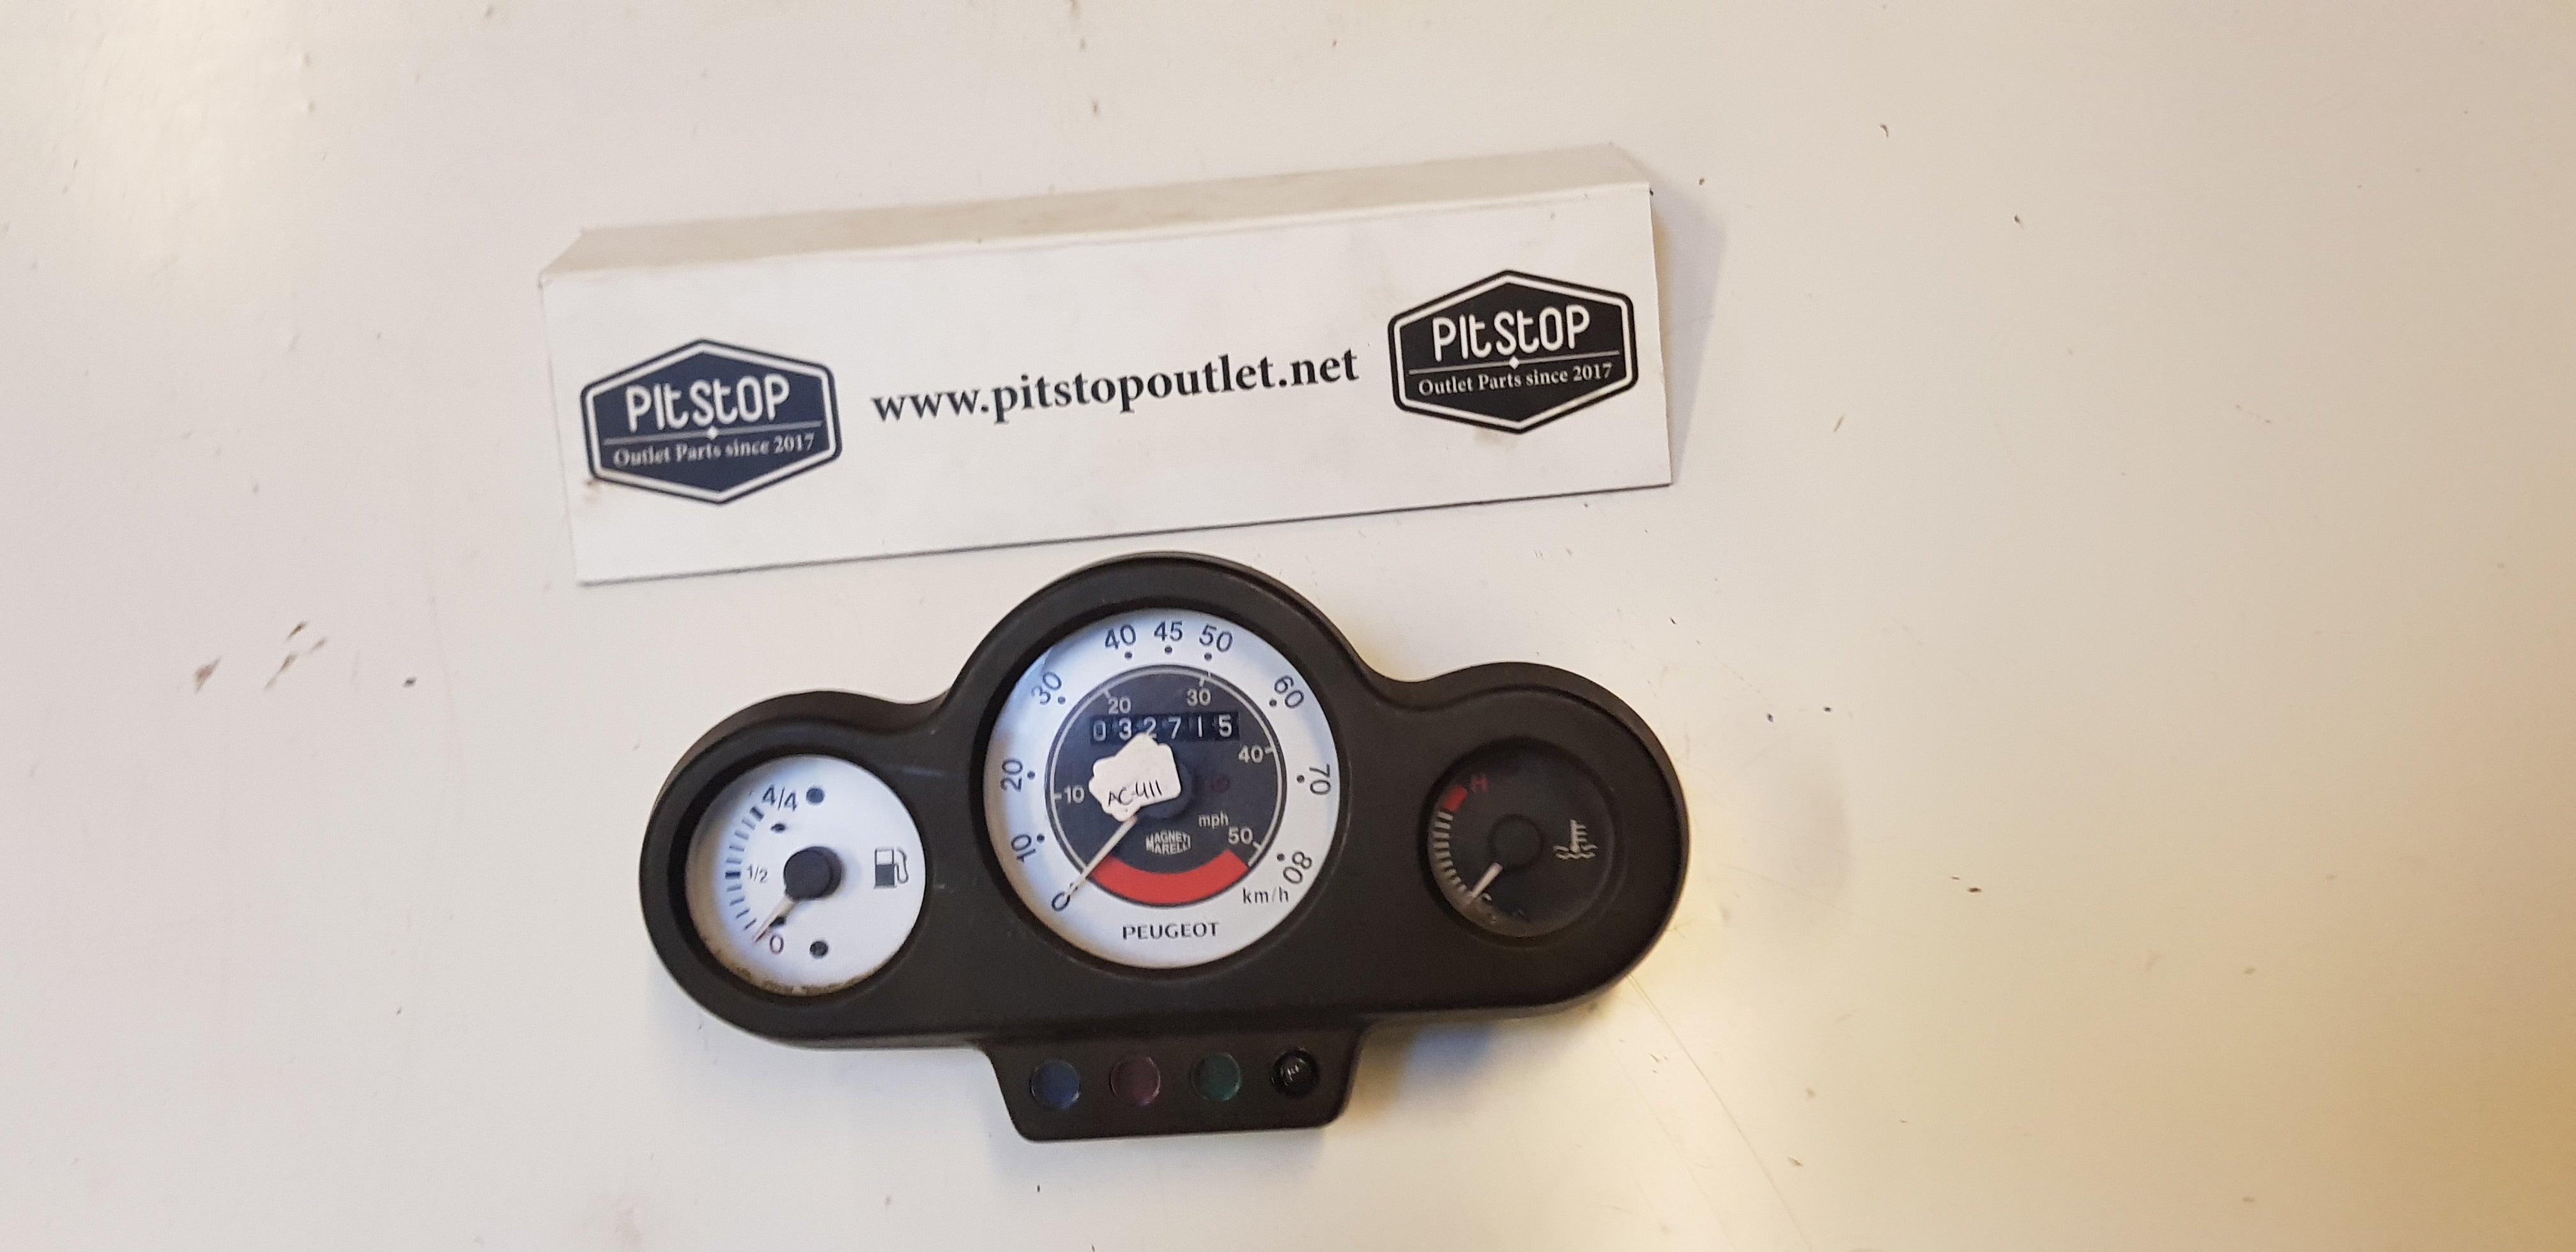 PItStOP
Outlet Parts since 2017
www.pitstopoutlet.net
PItStOP
Outlet Parts since 2017
0 10 20 30 40 45 50 60 70 80
km/h
10 20 30 40 50
mph
032715
AC-411
MAGNETI
MARELLI
PEUGEOT
4/4
1/2
0
H